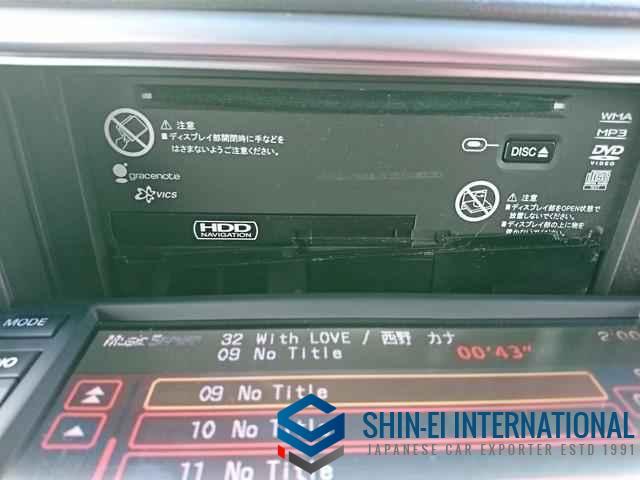 ⚠ 注意
■ディスプレイ部開閉時に手などを
はさまないようご注意ください。
gracenote
VICS
HDD
NAVIGATION
WMA
MP3
DVD
VIDEO
DISC
⚠ 注意
■ディスプレイ部をOPEN状態で
放置しないでください。
■ディスプレイ部の上に物を
MODE
Music
32 With LOVE / 西野 カナ
09 No Title
00'43"
2:00
09 No Title
10 No
11 No Title
SHIN-EI INTERNATIONAL
JAPANESE CAR EXPORTER ESTD 1991